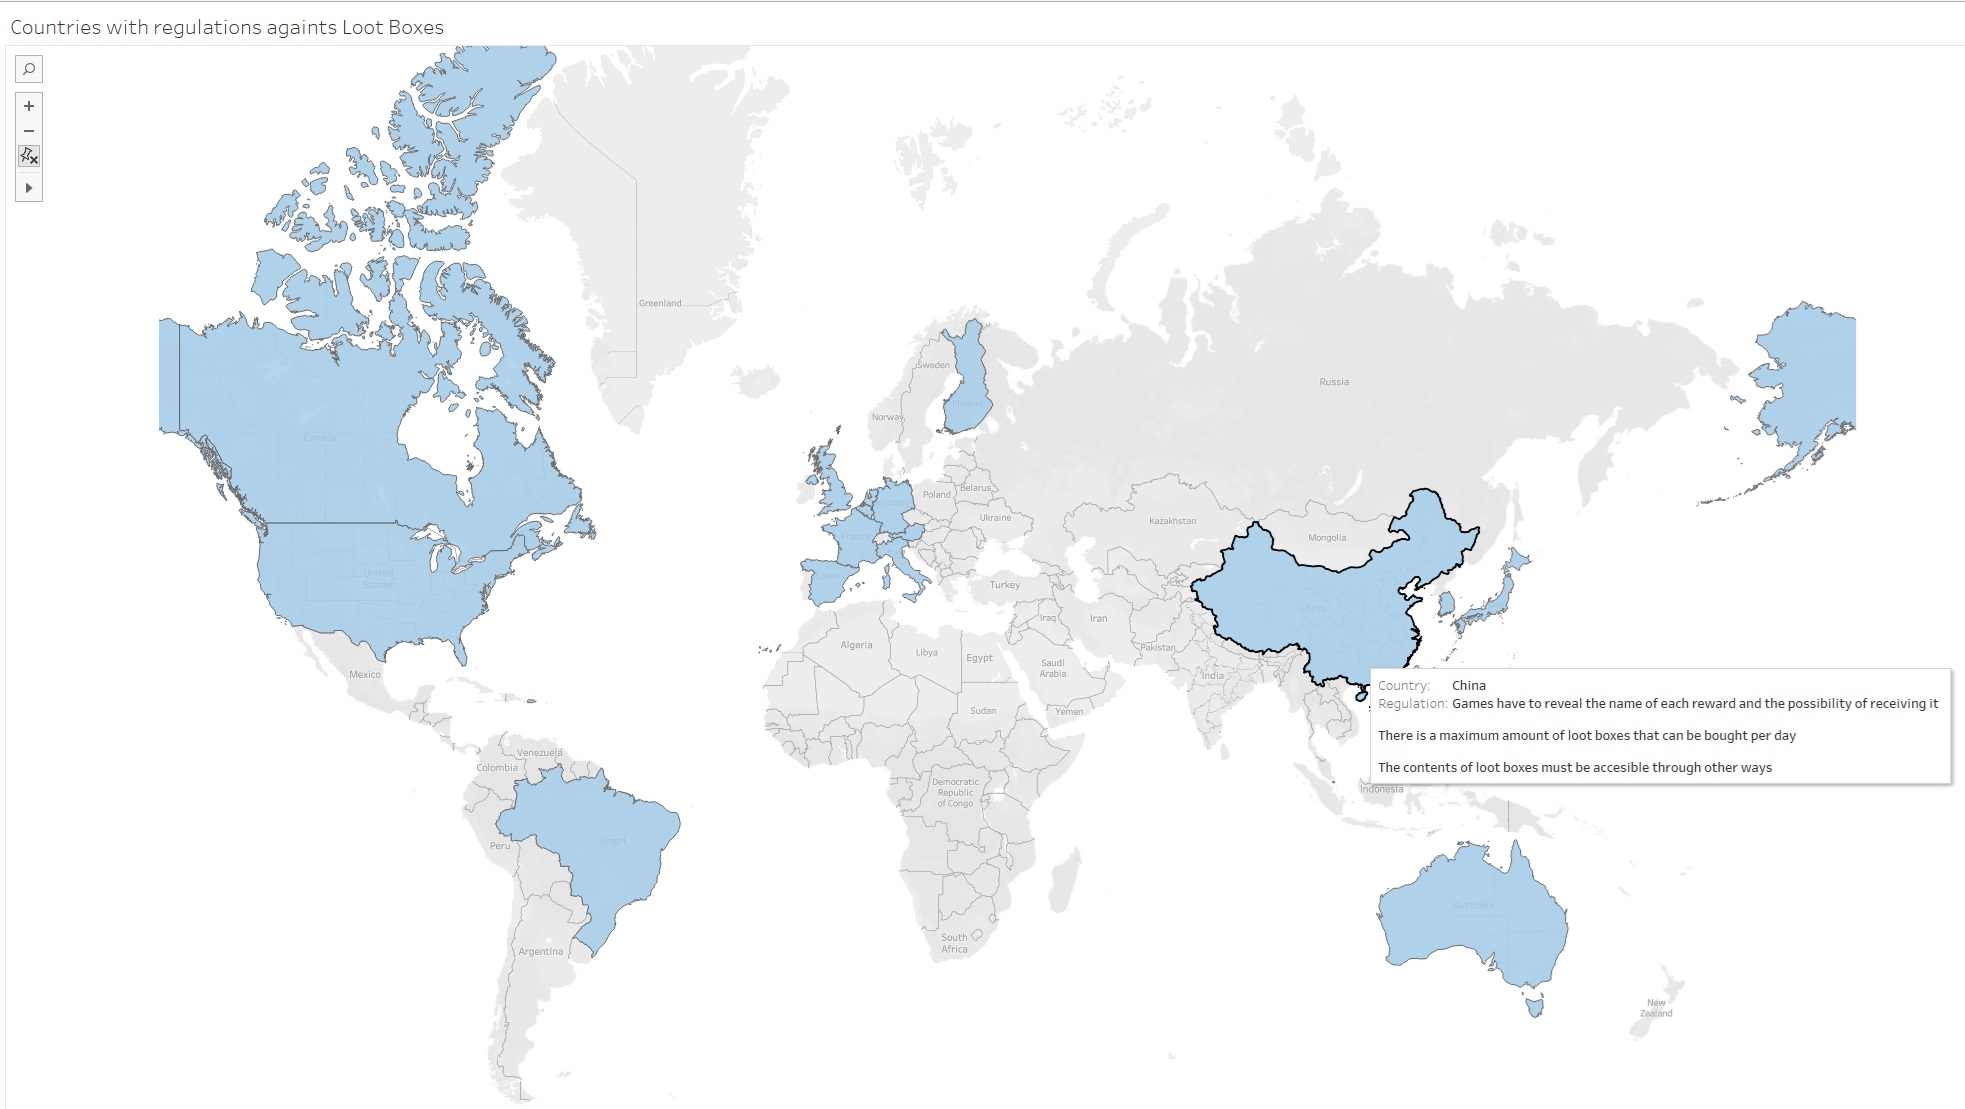 Countries with regulations againts Loot Boxes
Greenland
Sweden
Finland
Russia
Norway
Canada
Poland
Belarus
Germany
Ukraine
Kazakhstan
Mongolia
France
United
States
Spain
Turkey
China
Iraq
Iran
Algeria
Libya
Egypt
Pakistan
Saudi
Arabia
India
Mexico
Sudan
Yemen
Country: China
Regulation: Games have to reveal the name of each reward and the possibility of receiving it
There is a maximum amount of loot boxes that can be bought per day
The contents of loot boxes must be accesible through other ways
Venezuela
Colombia
Democratic
Republic
of Congo
Indonesia
Brazil
Peru
Australia
South
Africa
Argentina
New
Zealand